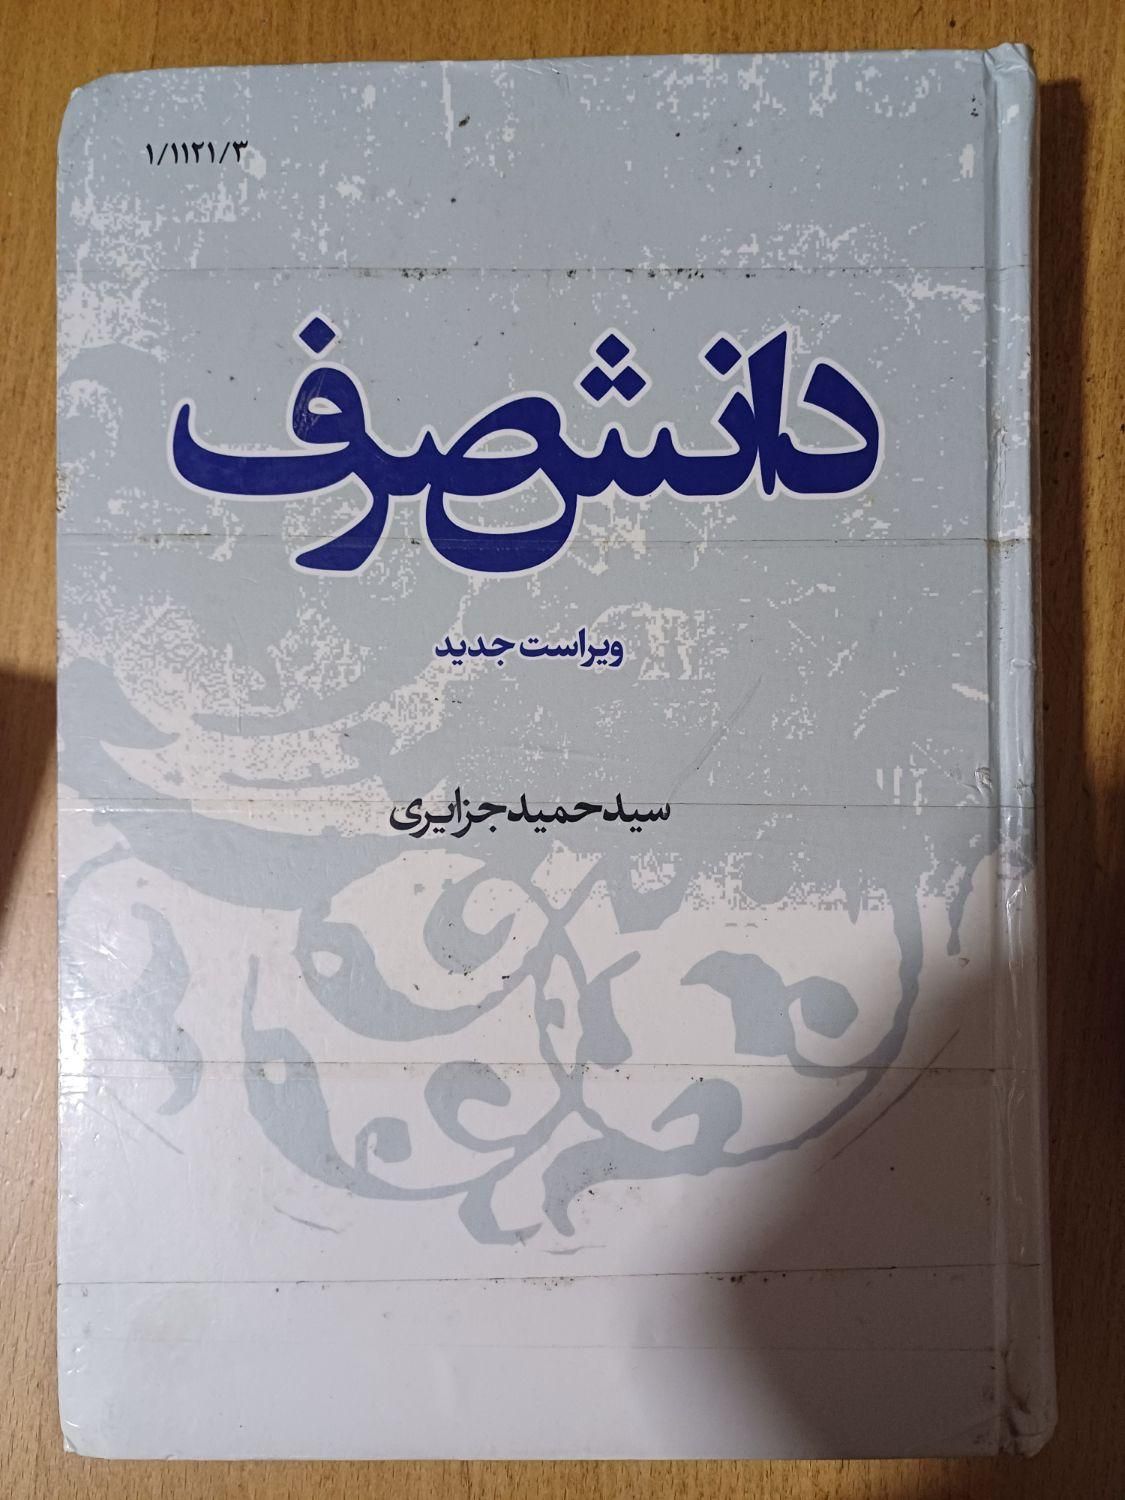 ۱/۱۱۲۱/۳
دانش صرف
ویراست جدید
سید حمید جزایری